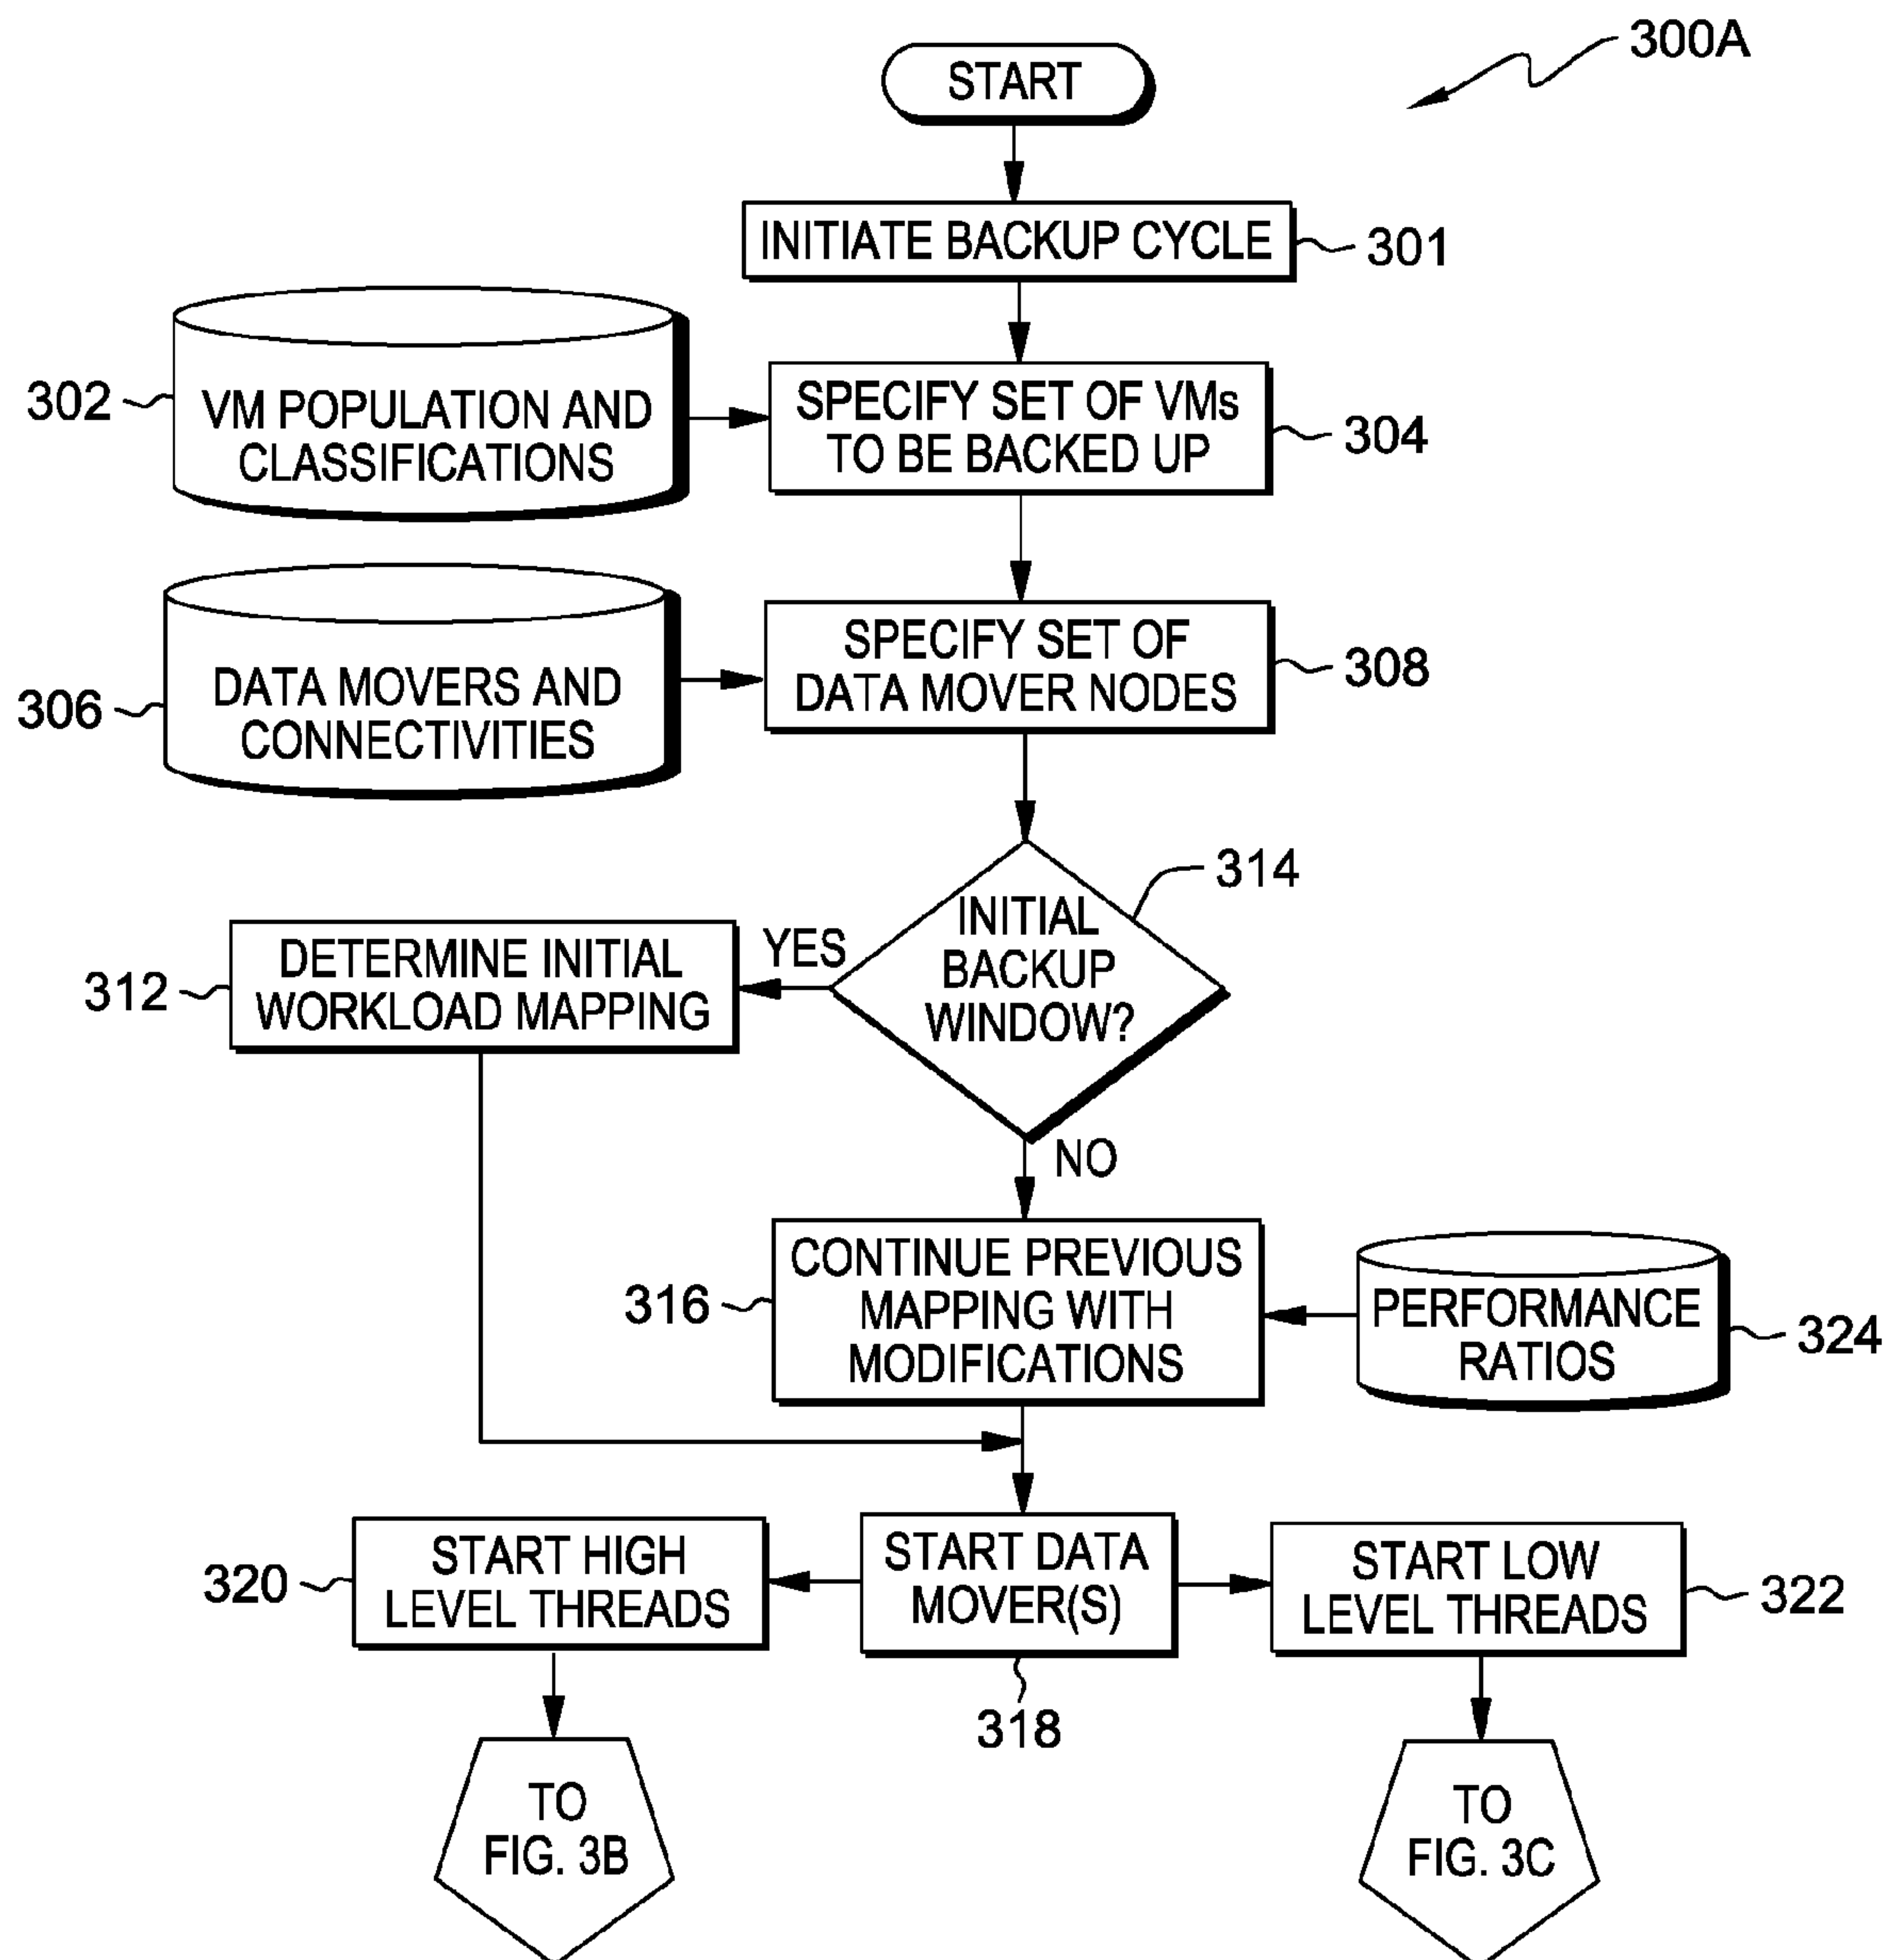 300A
START
INITIATE BACKUP CYCLE
301
302
VM POPULATION AND
CLASSIFICATIONS
SPECIFY SET OF VMs
TO BE BACKED UP
304
306
DATA MOVERS AND
CONNECTIVITIES
SPECIFY SET OF
DATA MOVER NODES
308
314
INITIAL
BACKUP
WINDOW?
YES
312
DETERMINE INITIAL
WORKLOAD MAPPING
NO
316
CONTINUE PREVIOUS
MAPPING WITH
MODIFICATIONS
PERFORMANCE
RATIOS
324
320
START HIGH
LEVEL THREADS
START DATA
MOVER(S)
318
START LOW
LEVEL THREADS
322
TO
FIG. 3B
TO
FIG. 3C